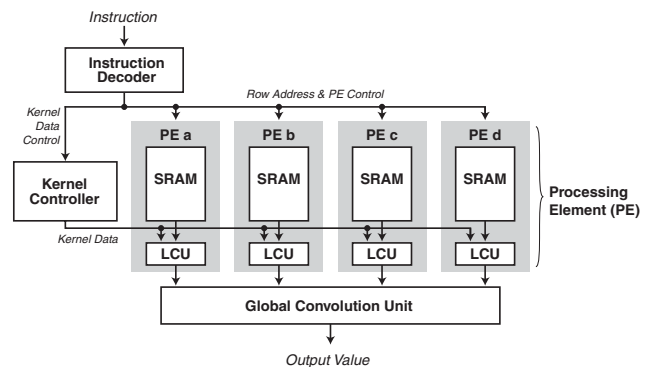 Instruction
Instruction
Decoder
Row Address & PE Control
Kernel
Data
Control
PE a
PE b
PE c
PE d
SRAM
SRAM
SRAM
SRAM
Kernel
Controller
Processing
Element (PE)
Kernel Data
LCU
LCU
LCU
LCU
Global Convolution Unit
Output Value